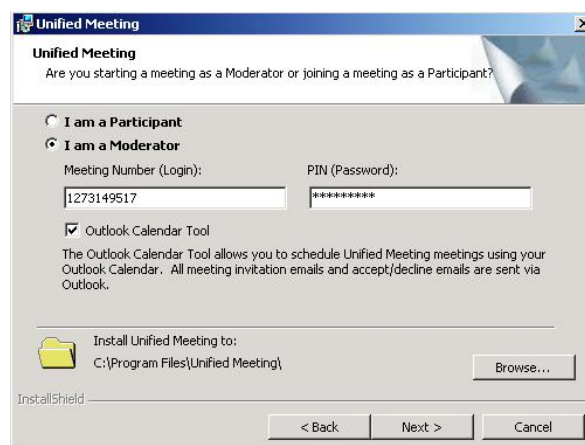 Unified Meeting
Unified Meeting
Are you starting a meeting as a Moderator or joining a meeting as a Participant?
I am a Participant
I am a Moderator
Meeting Number (Login): PIN (Password):
1273149517 *********
Outlook Calendar Tool
The Outlook Calendar Tool allows you to schedule Unified Meeting meetings using your
Outlook Calendar. All meeting invitation emails and accept/decline emails are sent via
Outlook.
Install Unified Meeting to:
C:\Program Files\Unified Meeting\
Browse...
InstallShield
< Back Next > Cancel